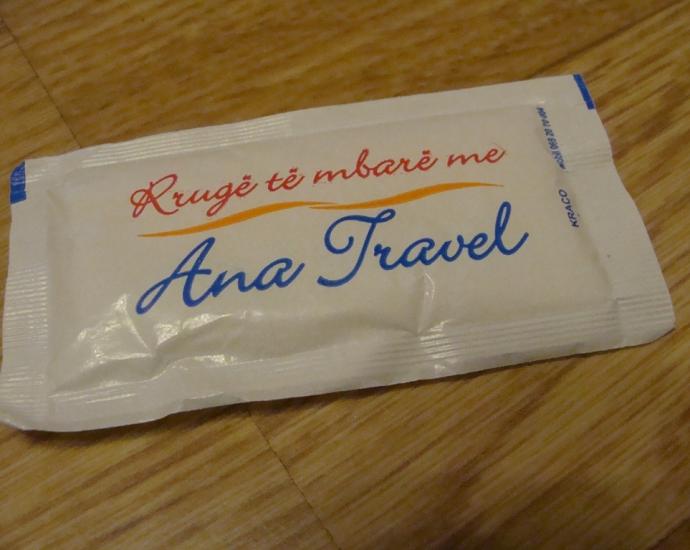 Rrugë të mbarë me
Ana Travel
KRACO